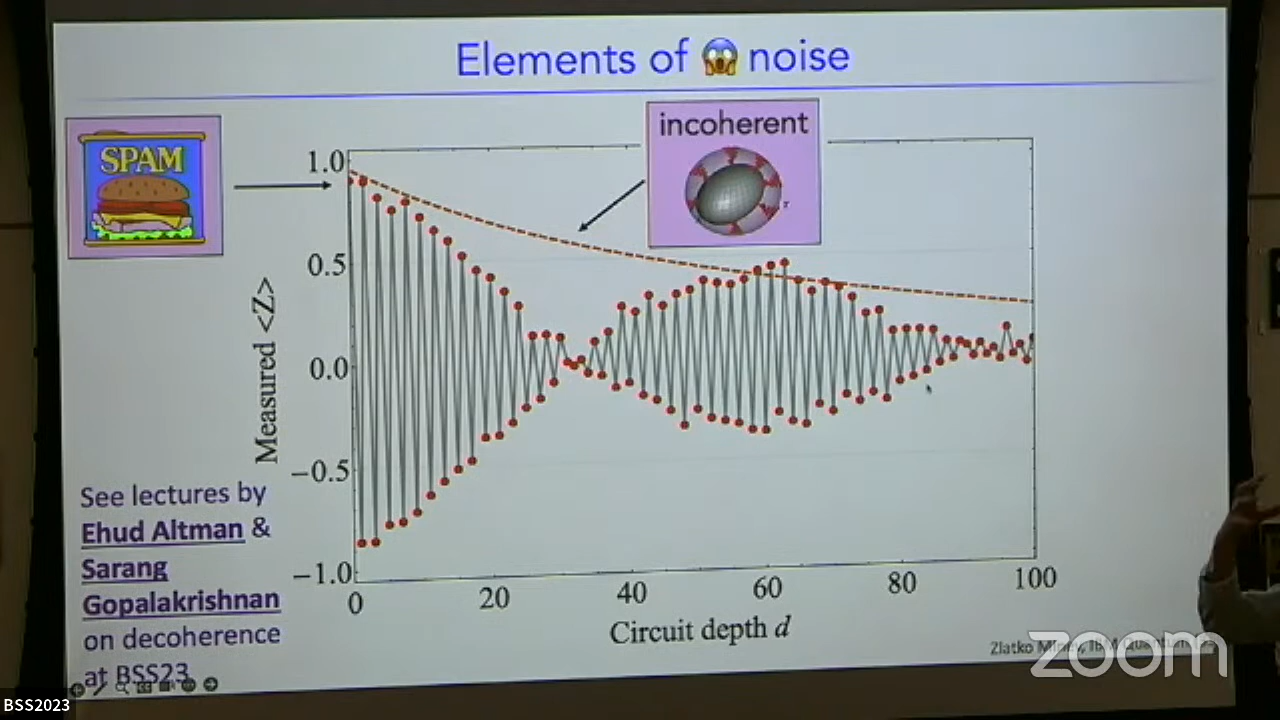 Elements of 😱 noise
SPAM
incoherent
1.0
0.5
0.0
−0.5
−1.0
Measured <Z>
0
20
40
60
80
100
Circuit depth d
See lectures by
Ehud Altman &
Sarang
Gopalakrishnan
on decoherence
at BSS23
Zlatko
zoom
BSS2023